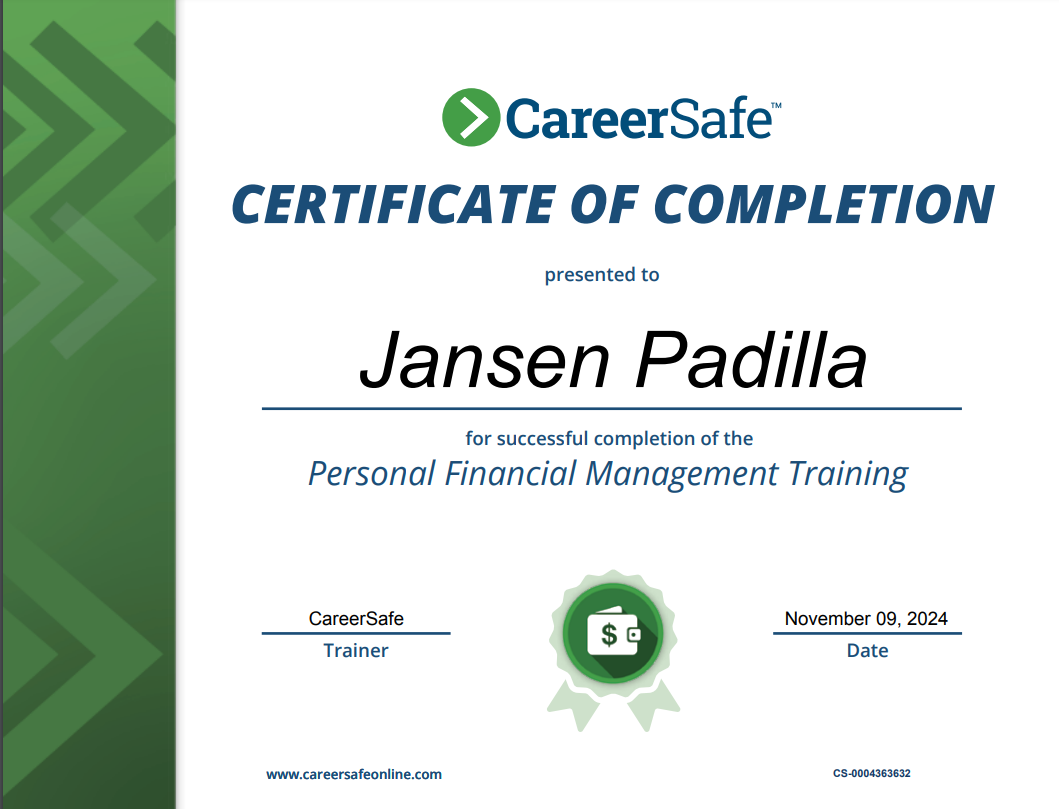 CareerSafe™
CERTIFICATE OF COMPLETION
presented to
Jansen Padilla
for successful completion of the
Personal Financial Management Training
$
CareerSafe
Trainer
November 09, 2024
Date
www.careersafeonline.com
CS-0004363632